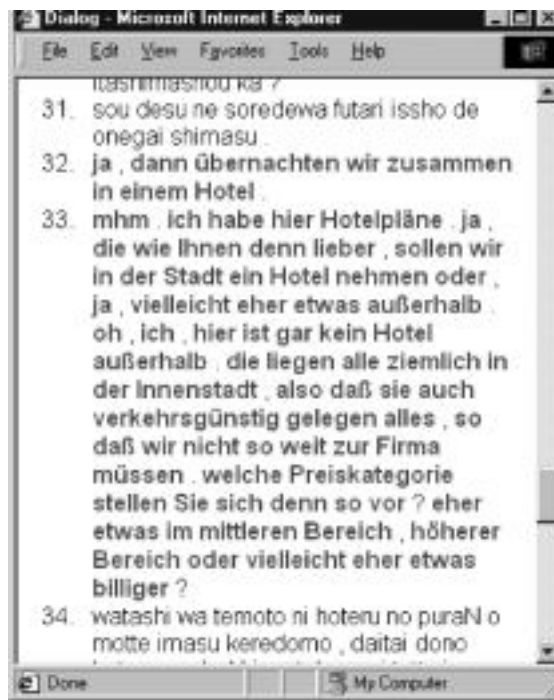 Dialog - Microsoft Internet Explorer
File Edit View Favorites Tools Help
itashimashou ka ?
31. sou desu ne soredewa futari issho de
onegai shimasu .
32. ja , dann übernachten wir zusammen
in einem Hotel .
33. mhm . ich habe hier Hotelpläne . ja ,
die wie Ihnen denn lieber , sollen wir
in der Stadt ein Hotel nehmen oder ,
ja , vielleicht eher etwas außerhalb .
oh , ich , hier ist gar kein Hotel
außerhalb . die liegen alle ziemlich in
der Innenstadt , also daß sie auch
verkehrsgünstig gelegen alles , so
daß wir nicht so weit zur Firma
müssen . welche Preiskategorie
stellen Sie sich denn so vor ? eher
etwas im mittleren Bereich , höherer
Bereich oder vielleicht eher etwas
billiger ?
34. watashi wa temoto ni hoteru no puraN o
motte imasu keredomo , daitai dono
Done My Computer